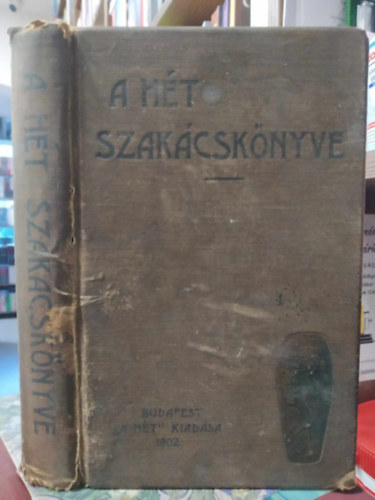 A HÉT SZAKÁCSKÖNYVE
A HÉT
SZAKÁCSKÖNYVE
BUDAPEST
„A HÉT" KIADÁSA
1902.